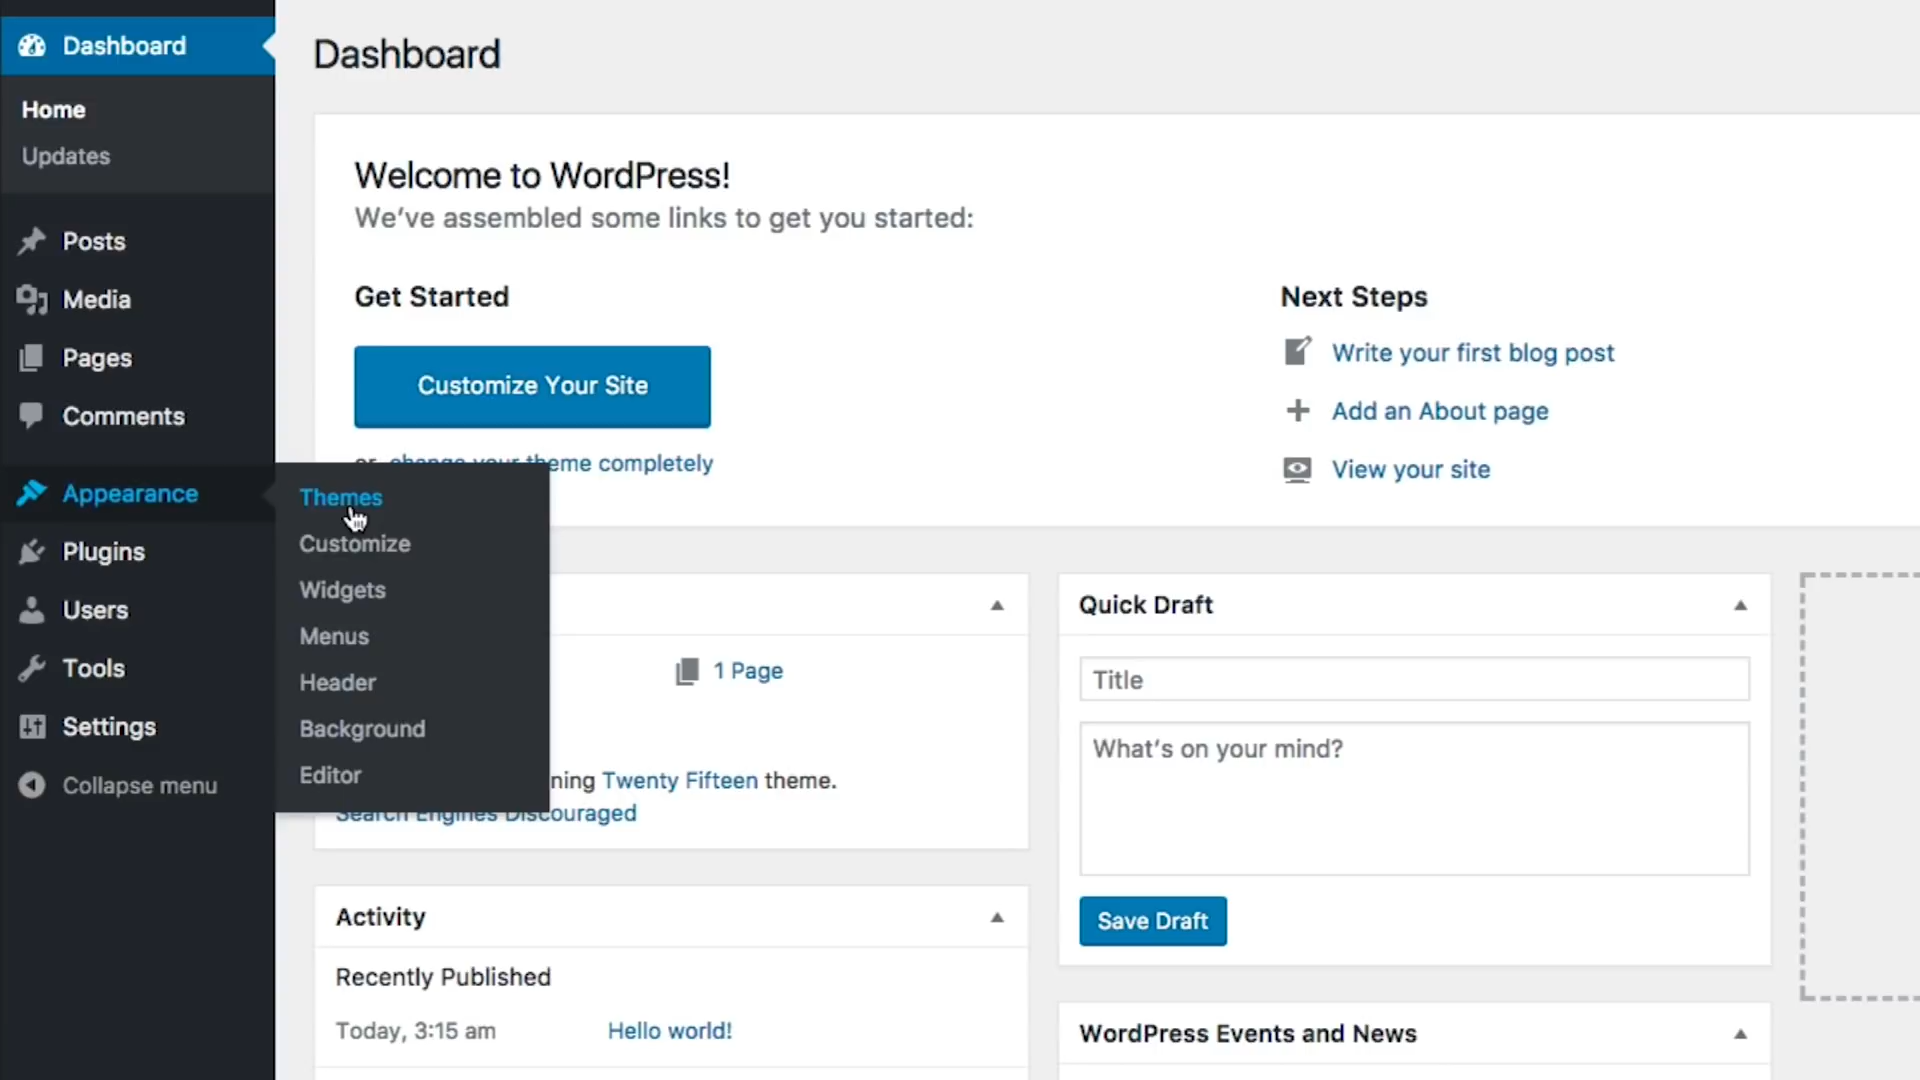 Dashboard
Home
Updates
Posts
Media
Pages
Comments
Appearance
Plugins
Users
Tools
Settings
Collapse menu
Themes
Customize
Widgets
Menus
Header
Background
Editor
Dashboard
Welcome to WordPress!
We've assembled some links to get you started:
Get Started
Customize Your Site
change your theme completely
Next Steps
Write your first blog post
Add an About page
View your site
1 Page
Twenty Fifteen theme.
Search Engines Discouraged
Activity
Recently Published
Today, 3:15 am Hello world!
Quick Draft
Title
What's on your mind?
Save Draft
WordPress Events and News